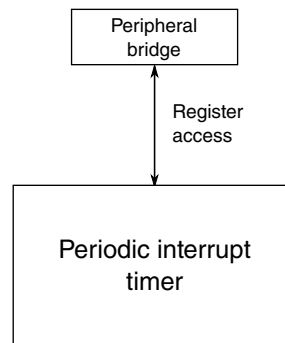 Peripheral
bridge
Register
access
Periodic interrupt
timer